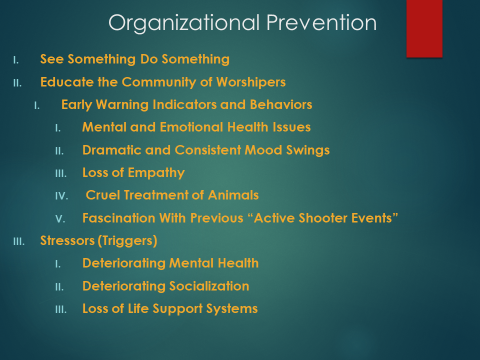 Organizational Prevention
I. See Something Do Something
II. Educate the Community of Worshipers
I. Early Warning Indicators and Behaviors
I. Mental and Emotional Health Issues
II. Dramatic and Consistent Mood Swings
III. Loss of Empathy
IV. Cruel Treatment of Animals
V. Fascination With Previous “Active Shooter Events”
III. Stressors (Triggers)
I. Deteriorating Mental Health
II. Deteriorating Socialization
III. Loss of Life Support Systems